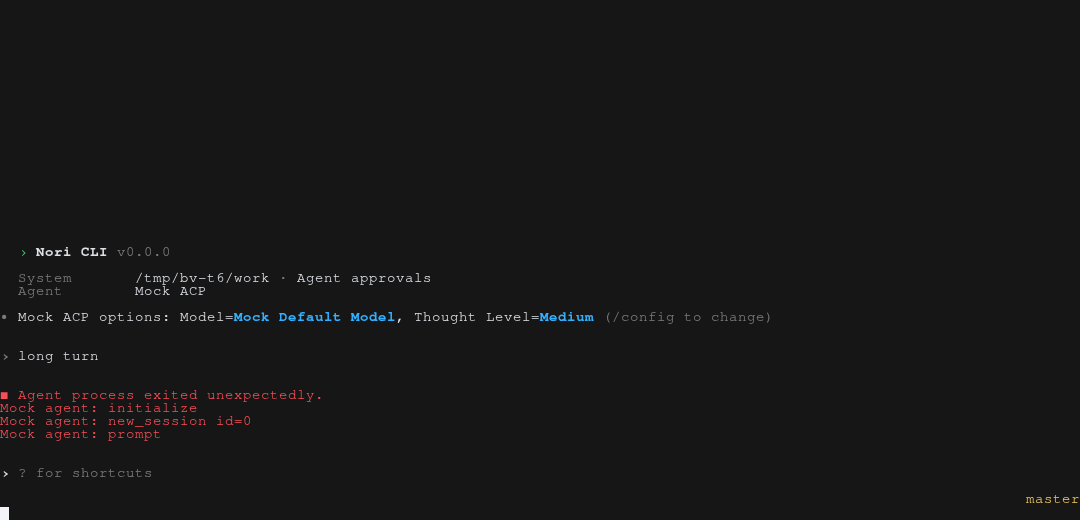 › Nori CLI v0.0.0
System /tmp/bv-t6/work · Agent approvals
Agent Mock ACP
• Mock ACP options: Model=Mock Default Model, Thought Level=Medium (/config to change)
› long turn
■ Agent process exited unexpectedly.
Mock agent: initialize
Mock agent: new_session id=0
Mock agent: prompt
› ? for shortcuts
master